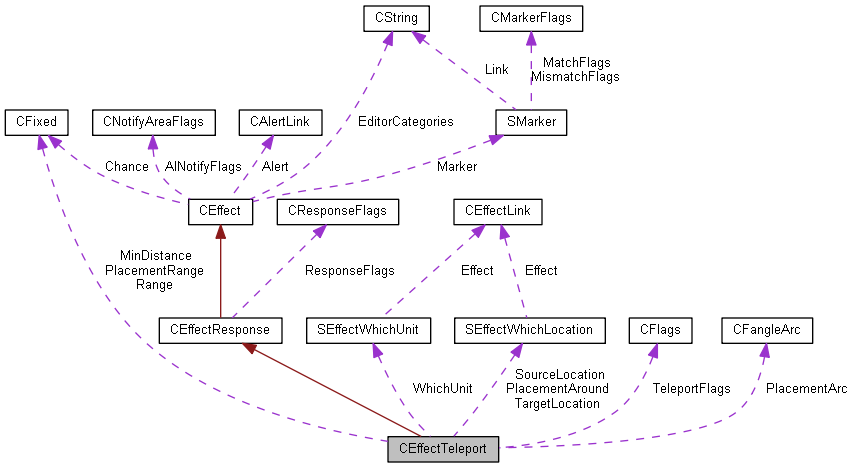 CString
CMarkerFlags
Link
MatchFlags
MismatchFlags
CFixed
CNotifyAreaFlags
CAlertLink
EditorCategories
SMarker
Chance
AINotifyFlags
Alert
Marker
CEffect
CResponseFlags
CEffectLink
MinDistance
PlacementRange
Range
ResponseFlags
Effect
Effect
CEffectResponse
SEffectWhichUnit
SEffectWhichLocation
CFlags
CFangleArc
WhichUnit
SourceLocation
PlacementAround
TargetLocation
TeleportFlags
PlacementArc
CEffectTeleport